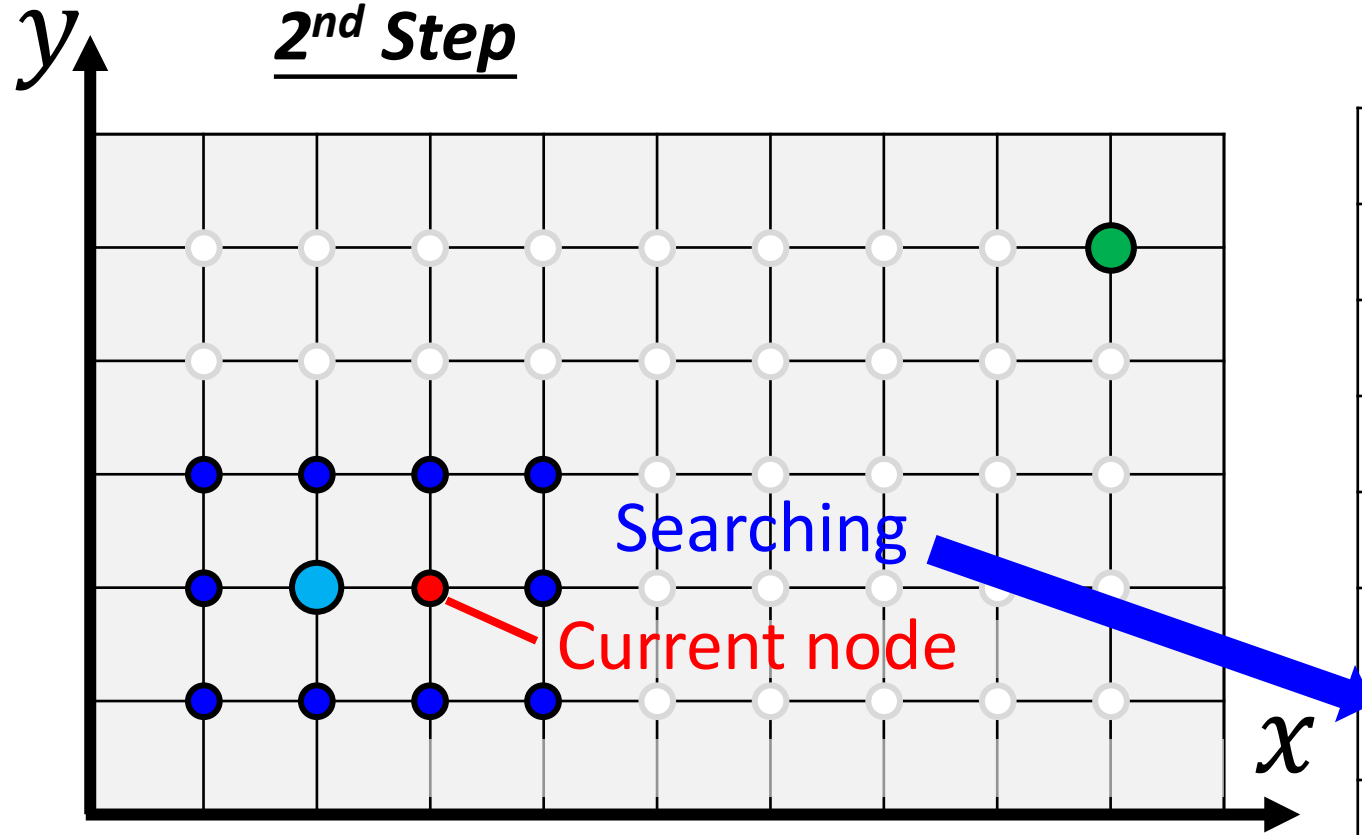 y
2nd Step
Searching
Current node
x